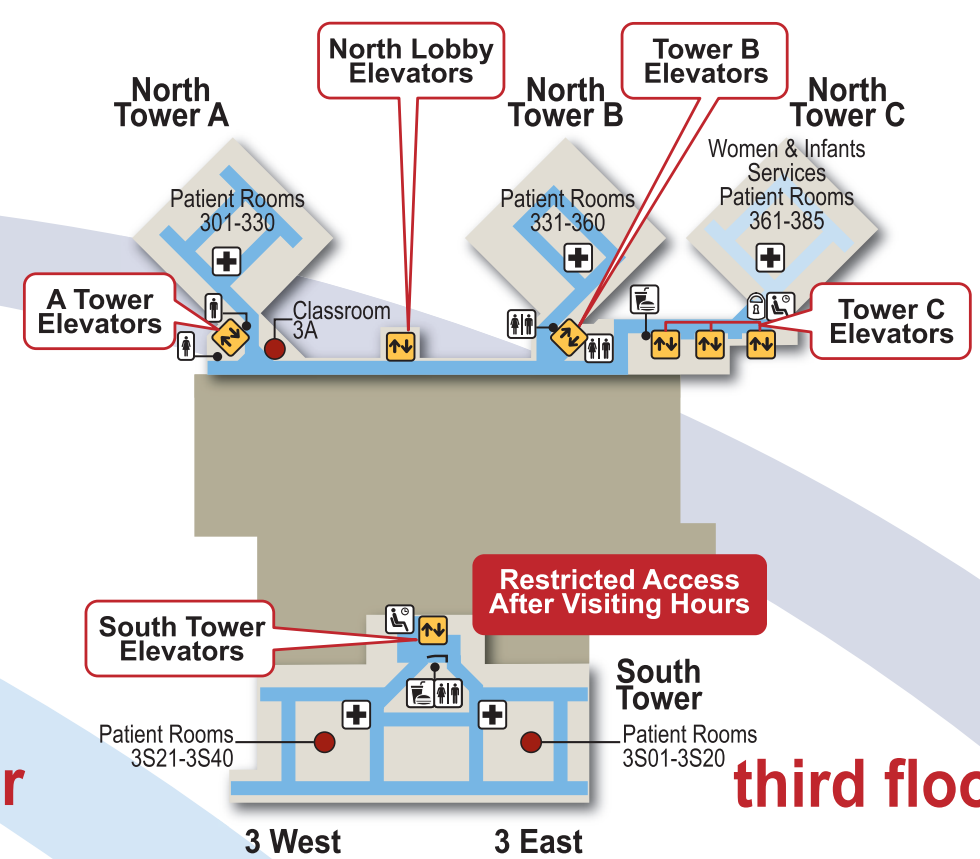 North Lobby
Elevators
Tower B
Elevators
North
Tower A
North
Tower B
North
Tower C
Women & Infants
Services
Patient Rooms
361-385
Patient Rooms
301-330
Patient Rooms
331-360
A Tower
Elevators
Classroom
3A
Tower C
Elevators
Restricted Access
After Visiting Hours
South Tower
Elevators
South
Tower
Patient Rooms
3S21-3S40
Patient Rooms
3S01-3S20
r
third floo
3 West
3 East